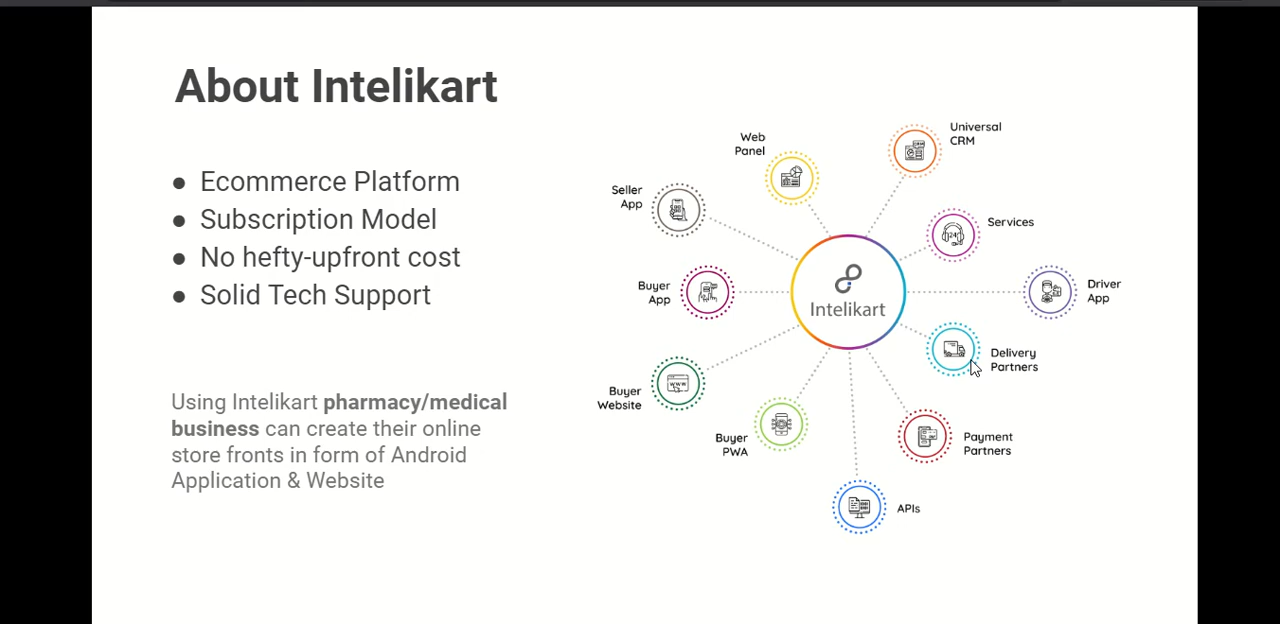 About Intelikart
● Ecommerce Platform
● Subscription Model
● No hefty-upfront cost
● Solid Tech Support
Using Intelikart pharmacy/medical
business can create their online
store fronts in form of Android
Application & Website
Universal
CRM
Web
Panel
Seller
App
Services
24
Buyer
App
Intelikart
Driver
App
Delivery
Partners
Buyer
Website
WWW
Buyer
PWA
Payment
Partners
APIs